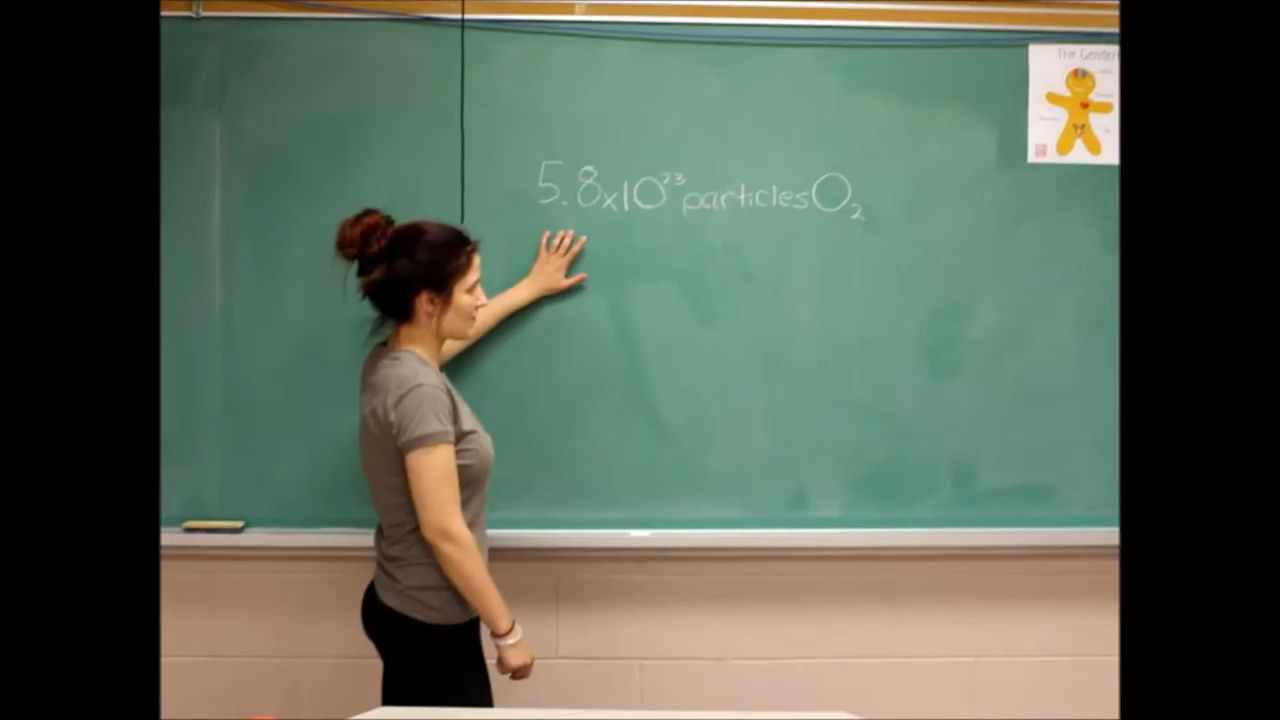 5.8x10²³ particles O₂
The Gender